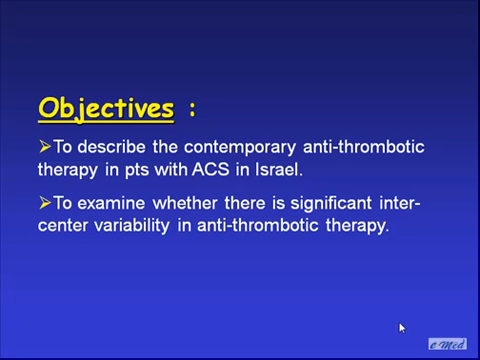 Objectives :
➢To describe the contemporary anti-thrombotic
therapy in pts with ACS in Israel.
➢To examine whether there is significant inter-
center variability in anti-thrombotic therapy.
e Med